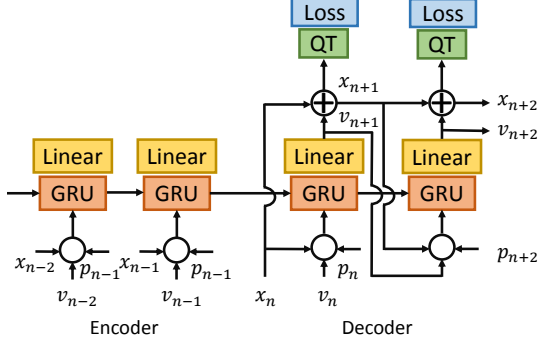 Loss Loss
QT QT
x_{n+1} x_{n+2}
v_{n+1} v_{n+2}
Linear Linear Linear Linear
GRU GRU GRU GRU
x_{n-2} p_{n-1} x_{n-1} p_{n-1} p_n p_{n+2}
v_{n-2} v_{n-1} x_n v_n
Encoder Decoder